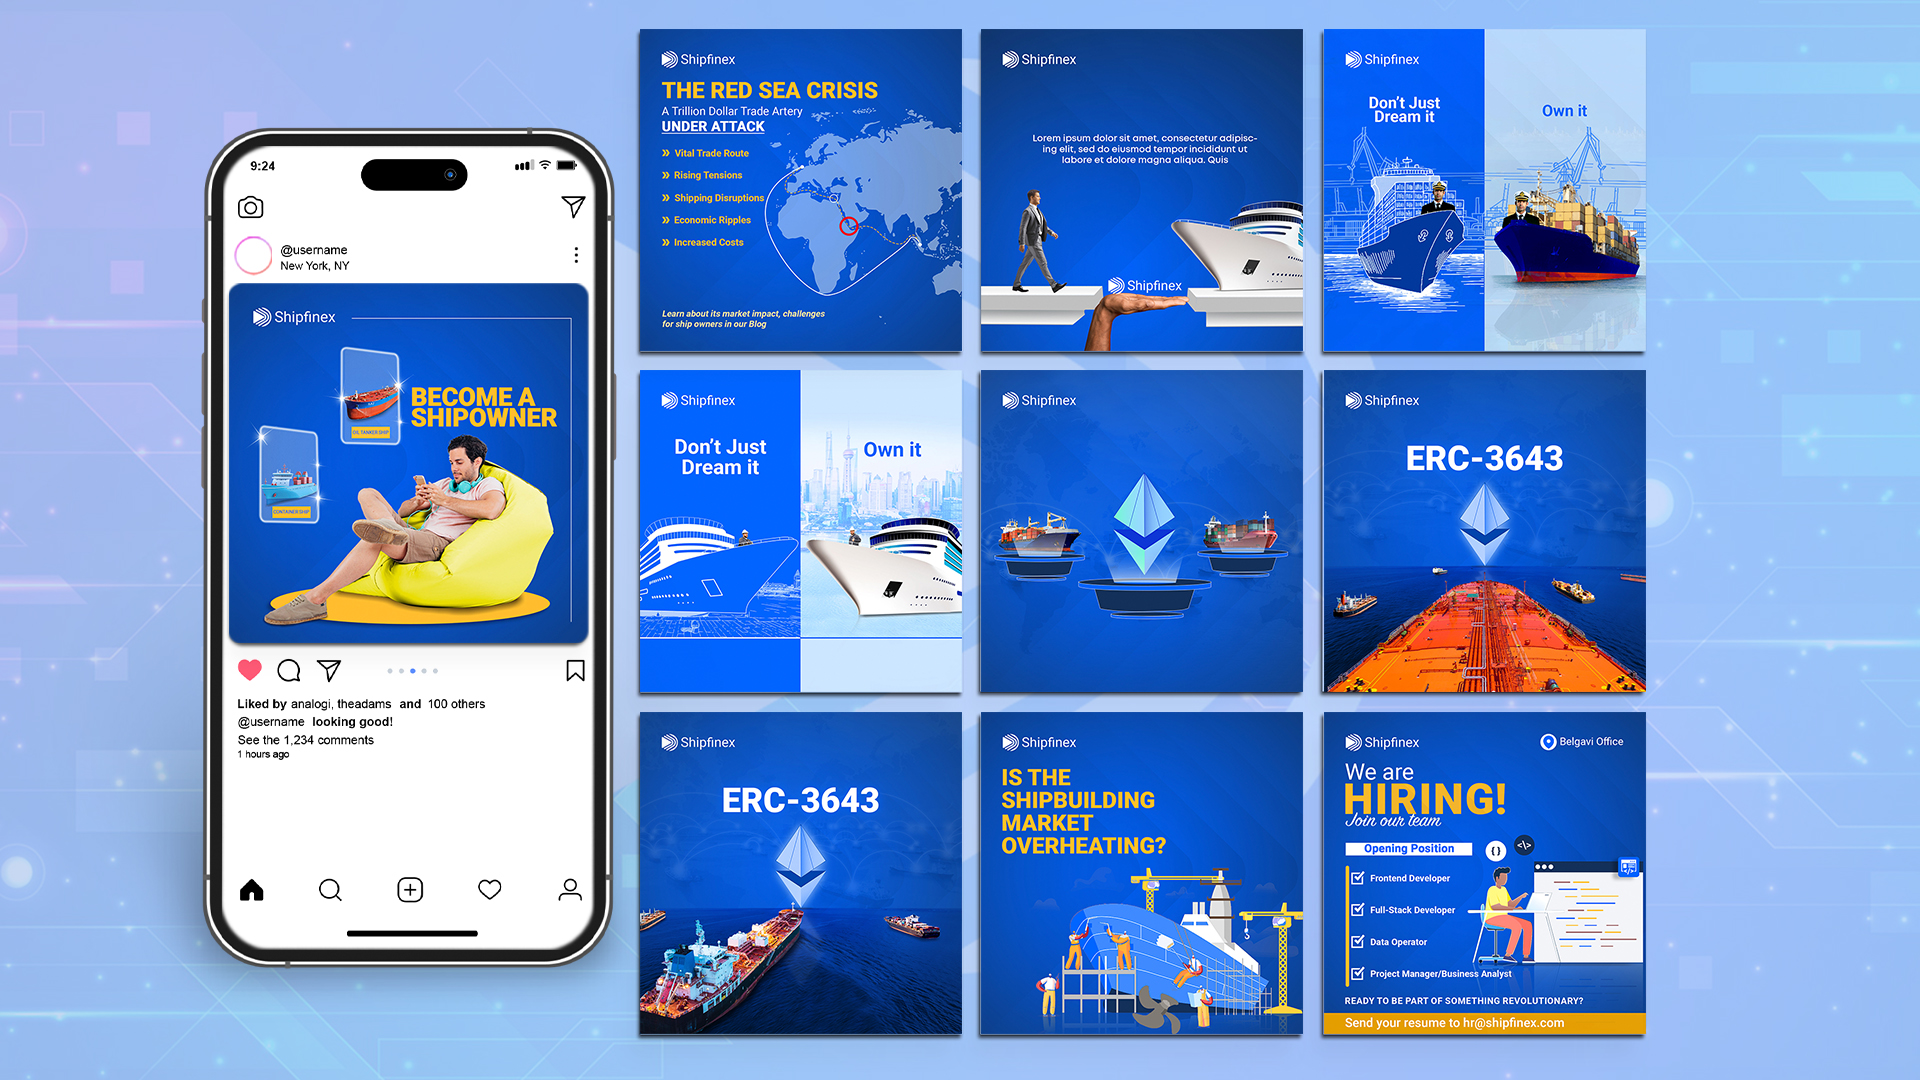 9:24
@username
New York, NY
Shipfinex
BECOME A
SHIPOWNER
OIL TANKER SHIP
CONTAINER SHIP
Liked by analogi, theadams and 100 others
@username looking good!
See the 1,234 comments
1 hours ago
Shipfinex
THE RED SEA CRISIS
A Trillion Dollar Trade Artery
UNDER ATTACK
» Vital Trade Route
» Rising Tensions
» Shipping Disruptions
» Economic Ripples
» Increased Costs
Learn about its market impact, challenges
for ship owners in our Blog
Shipfinex
Lorem ipsum dolor sit amet, consectetur adipisc-
ing elit, sed do eiusmod tempor incididunt ut
labore et dolore magna aliqua. Quis
Shipfinex
Shipfinex
Don't Just
Dream it
Own it
Shipfinex
Don't Just
Dream it
Own it
Shipfinex
Shipfinex
ERC-3643
Shipfinex
ERC-3643
Shipfinex
IS THE
SHIPBUILDING
MARKET
OVERHEATING?
Shipfinex
Belgavi Office
We are
HIRING!
Join our team
Opening Position
{} </>
Frontend Developer
Full-Stack Developer
Data Operator
Project Manager/Business Analyst
READY TO BE PART OF SOMETHING REVOLUTIONARY?
Send your resume to hr@shipfinex.com